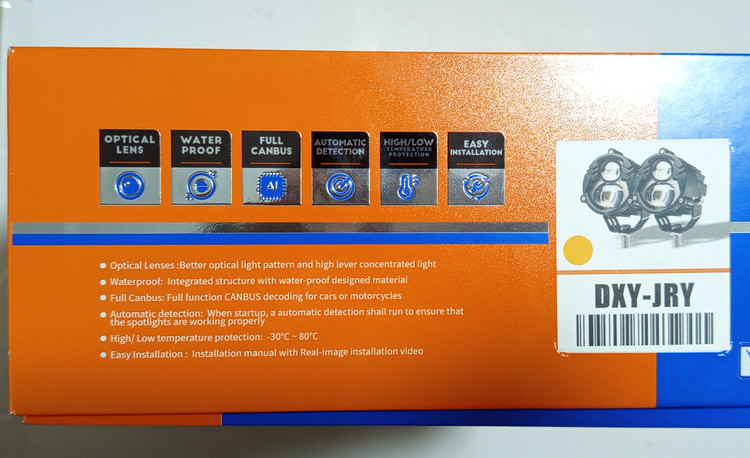 OPTICAL LENS
WATER PROOF
FULL CANBUS
AUTOMATIC DETECTION
HIGH/LOW TEMPERATURE PROTECTION
EASY INSTALLATION
AI
Optical Lenses :Better optical light pattern and high lever concentrated light
Waterproof: Integrated structure with water-proof designed material
Full Canbus: Full function CANBUS decoding for cars or motorcycles
Automatic detection: When startup, a automatic detection shall run to ensure that
the spotlights are working properly
High/ Low temperature protection: -30°C ~ 80°C
Easy Installation : Installation manual with Real-image installation video
DXY-JRY